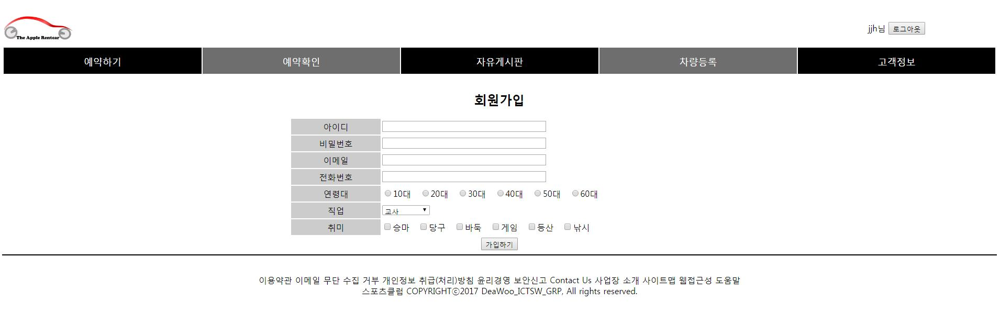 The Apple Rentcar
jjh님 로그아웃
예약하기 예약확인 자유게시판 차량등록 고객정보
회원가입
아이디
비밀번호
이메일
전화번호
연령대 10대 20대 30대 40대 50대 60대
직업 교사
취미 승마 당구 바둑 게임 등산 낚시
가입하기
이용약관 이메일 무단 수집 거부 개인정보 취급(처리)방침 윤리경영 보안신고 Contact Us 사업장 소개 사이트맵 웹접근성 도움말
스포츠클럽 COPYRIGHTⓒ2017 DeaWoo_ICTSW_GRP, All rights reserved.